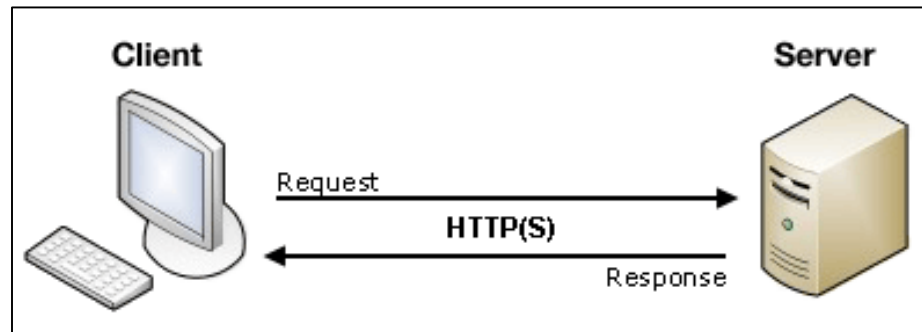 Client
Server
Request
HTTP(S)
Response